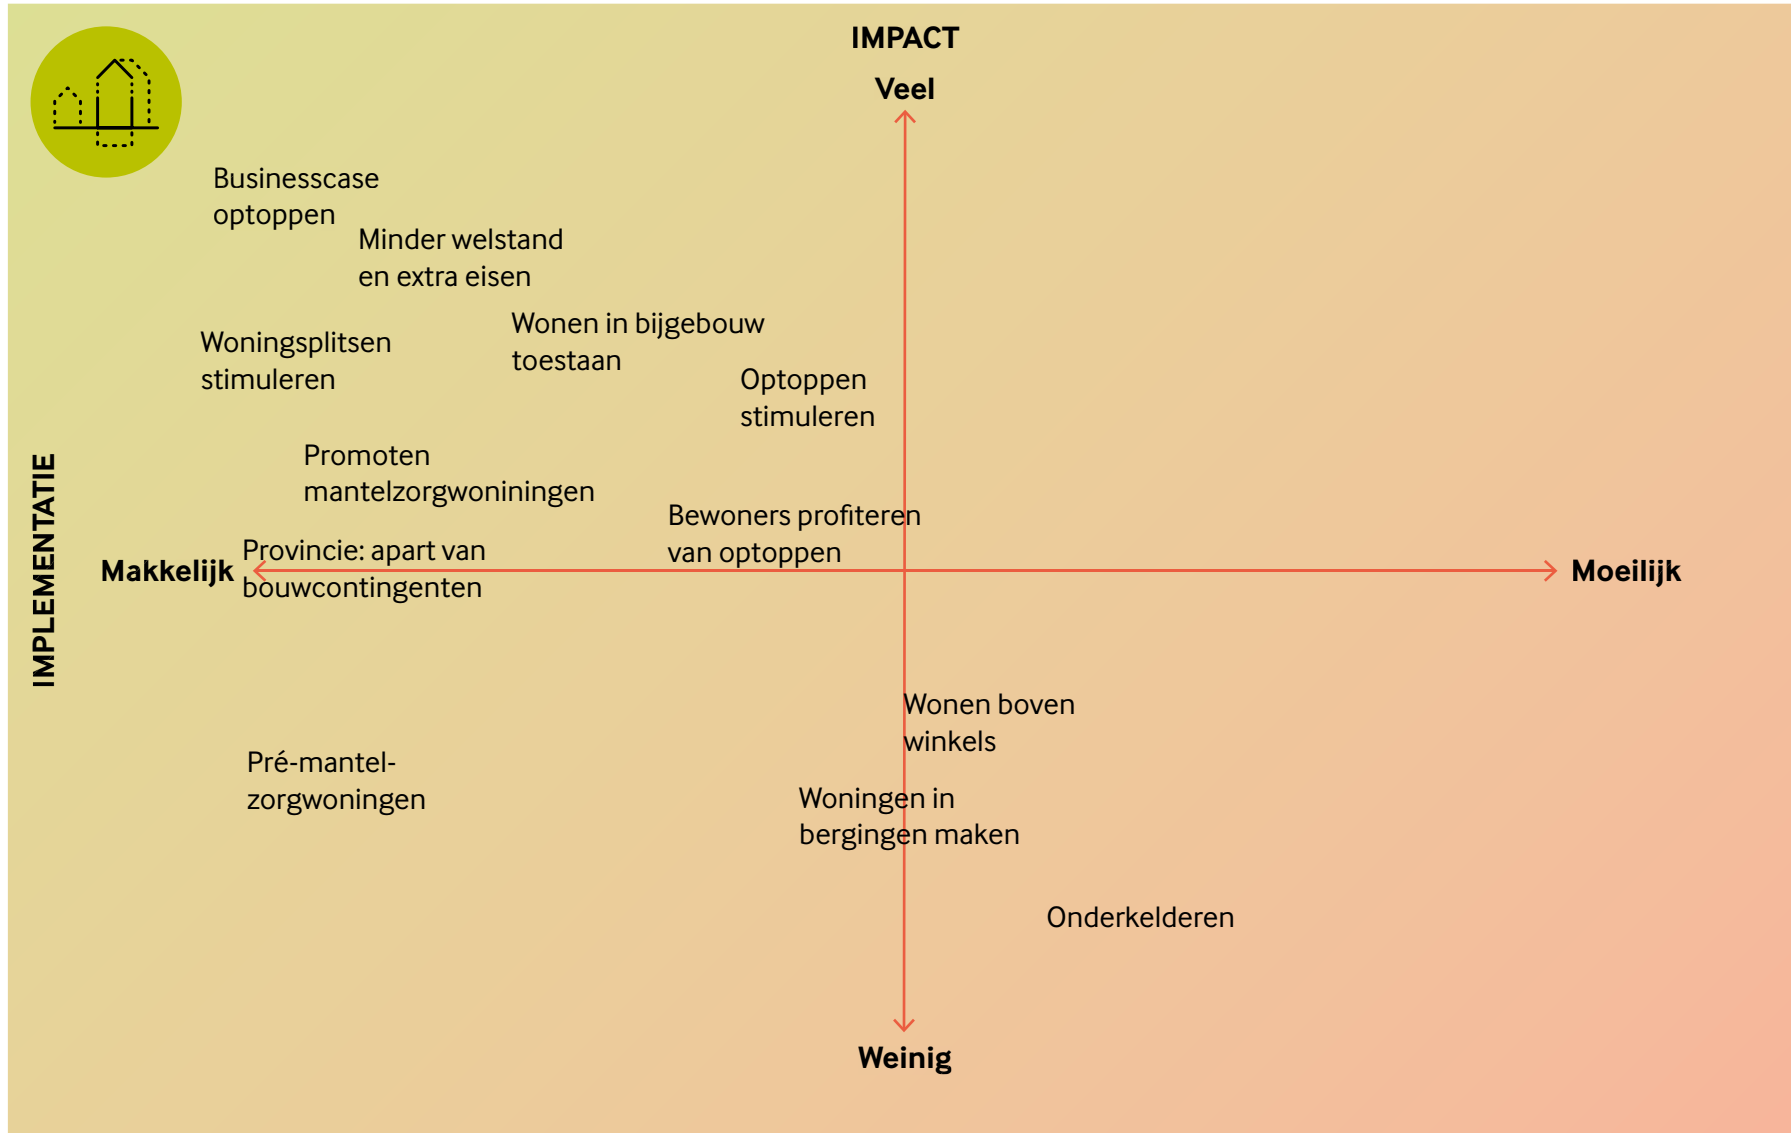 IMPACT
Veel
Businesscase
optoppen
Minder welstand
en extra eisen
Wonen in bijgebouw
toestaan
Woningsplitsen
stimuleren
Optoppen
stimuleren
Promoten
mantelzorgwoniningen
Bewoners profiteren
van optoppen
IMPLEMENTATIE
Makkelijk
Provincie: apart van
bouwcontingenten
Moeilijk
Wonen boven
winkels
Pré-mantel-
zorgwoningen
Woningen in
bergingen maken
Onderkelderen
Weinig